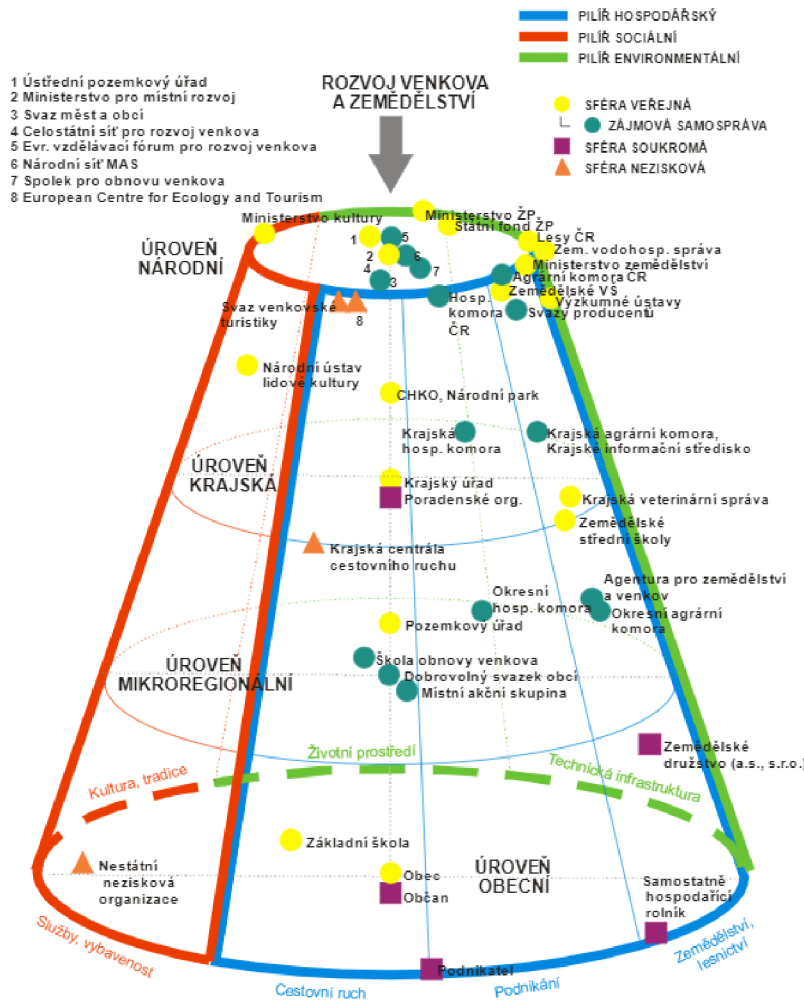 PILÍŘ HOSPODÁŘSKÝ
PILÍŘ SOCIÁLNÍ
PILÍŘ ENVIRONMENTÁLNÍ
ROZVOJ VENKOVA
A ZEMĚDĚLSTVÍ
1 Ústřední pozemkový úřad
2 Ministerstvo pro místní rozvoj
3 Svaz měst a obcí
4 Celostátní síť pro rozvoj venkova
5 Evr. vzdělávací fórum pro rozvoj venkova
6 Národní síť MAS
7 Spolek pro obnovu venkova
8 European Centre for Ecology and Tourism
SFÉRA VEŘEJNÁ
ZÁJMOVÁ SAMOSPRÁVA
SFÉRA SOUKROMÁ
SFÉRA NEZISKOVÁ
Ministerstvo kultury
Ministerstvo ŽP
Státní fond ŽP
1
5
Lesy ČR
Zem. vodohosp. správa
ÚROVEŇ
NÁRODNÍ
2
6
Ministerstvo zemědělství
4
7
3
Agrární komora ČR
Zemědělské VŠ
Výzkumné ústavy
Svaz venkovské
turistiky
8
Hosp.
komora
ČR
Svazy producentů
Národní ústav
lidové kultury
CHKO, Národní park
Krajská
hosp. komora
Krajská agrární komora,
Krajské informační středisko
ÚROVEŇ
KRAJSKÁ
Krajský úřad
Poradenské org.
Krajská veterinární správa
Zemědělské
střední školy
Krajská centrála
cestovního ruchu
Okresní
hosp. komora
Agentura pro zemědělství
a venkov
Okresní agrární
komora
Pozemkový úřad
ÚROVEŇ
MIKROREGIONÁLNÍ
Škola obnovy venkova
Dobrovolný svazek obcí
Místní akční skupina
Zemědělské
družstvo (a.s., s.r.o.)
Životní prostředí
Kultura, tradice
Technická infrastruktura
Základní škola
Nestátní
nezisková
organizace
Obec
Občan
ÚROVEŇ
OBECNÍ
Samostatně
hospodařící
rolník
Služby, vybavenost
Zemědělství,
lesnictví
Podnikatel
Cestovní ruch
Podnikání